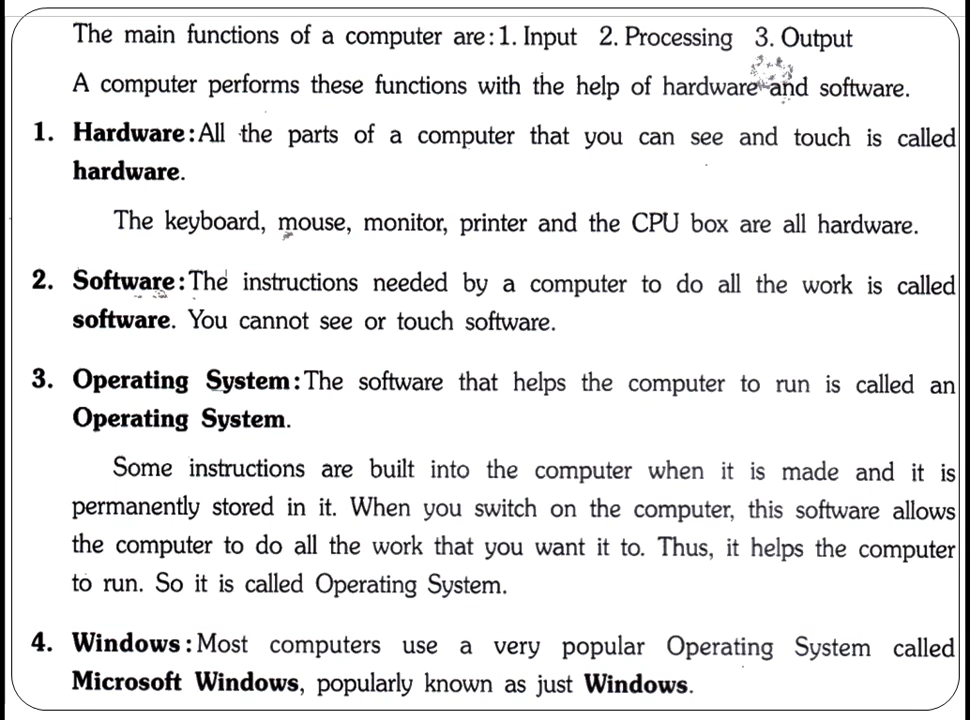 The main functions of a computer are: 1. Input 2. Processing 3. Output
A computer performs these functions with the help of hardware and software.
1. Hardware: All the parts of a computer that you can see and touch is called
hardware.
The keyboard, mouse, monitor, printer and the CPU box are all hardware.
2. Software: The instructions needed by a computer to do all the work is called
software. You cannot see or touch software.
3. Operating System: The software that helps the computer to run is called an
Operating System.
Some instructions are built into the computer when it is made and it is
permanently stored in it. When you switch on the computer, this software allows
the computer to do all the work that you want it to. Thus, it helps the computer
to run. So it is called Operating System.
4. Windows: Most computers use a very popular Operating System called
Microsoft Windows, popularly known as just Windows.